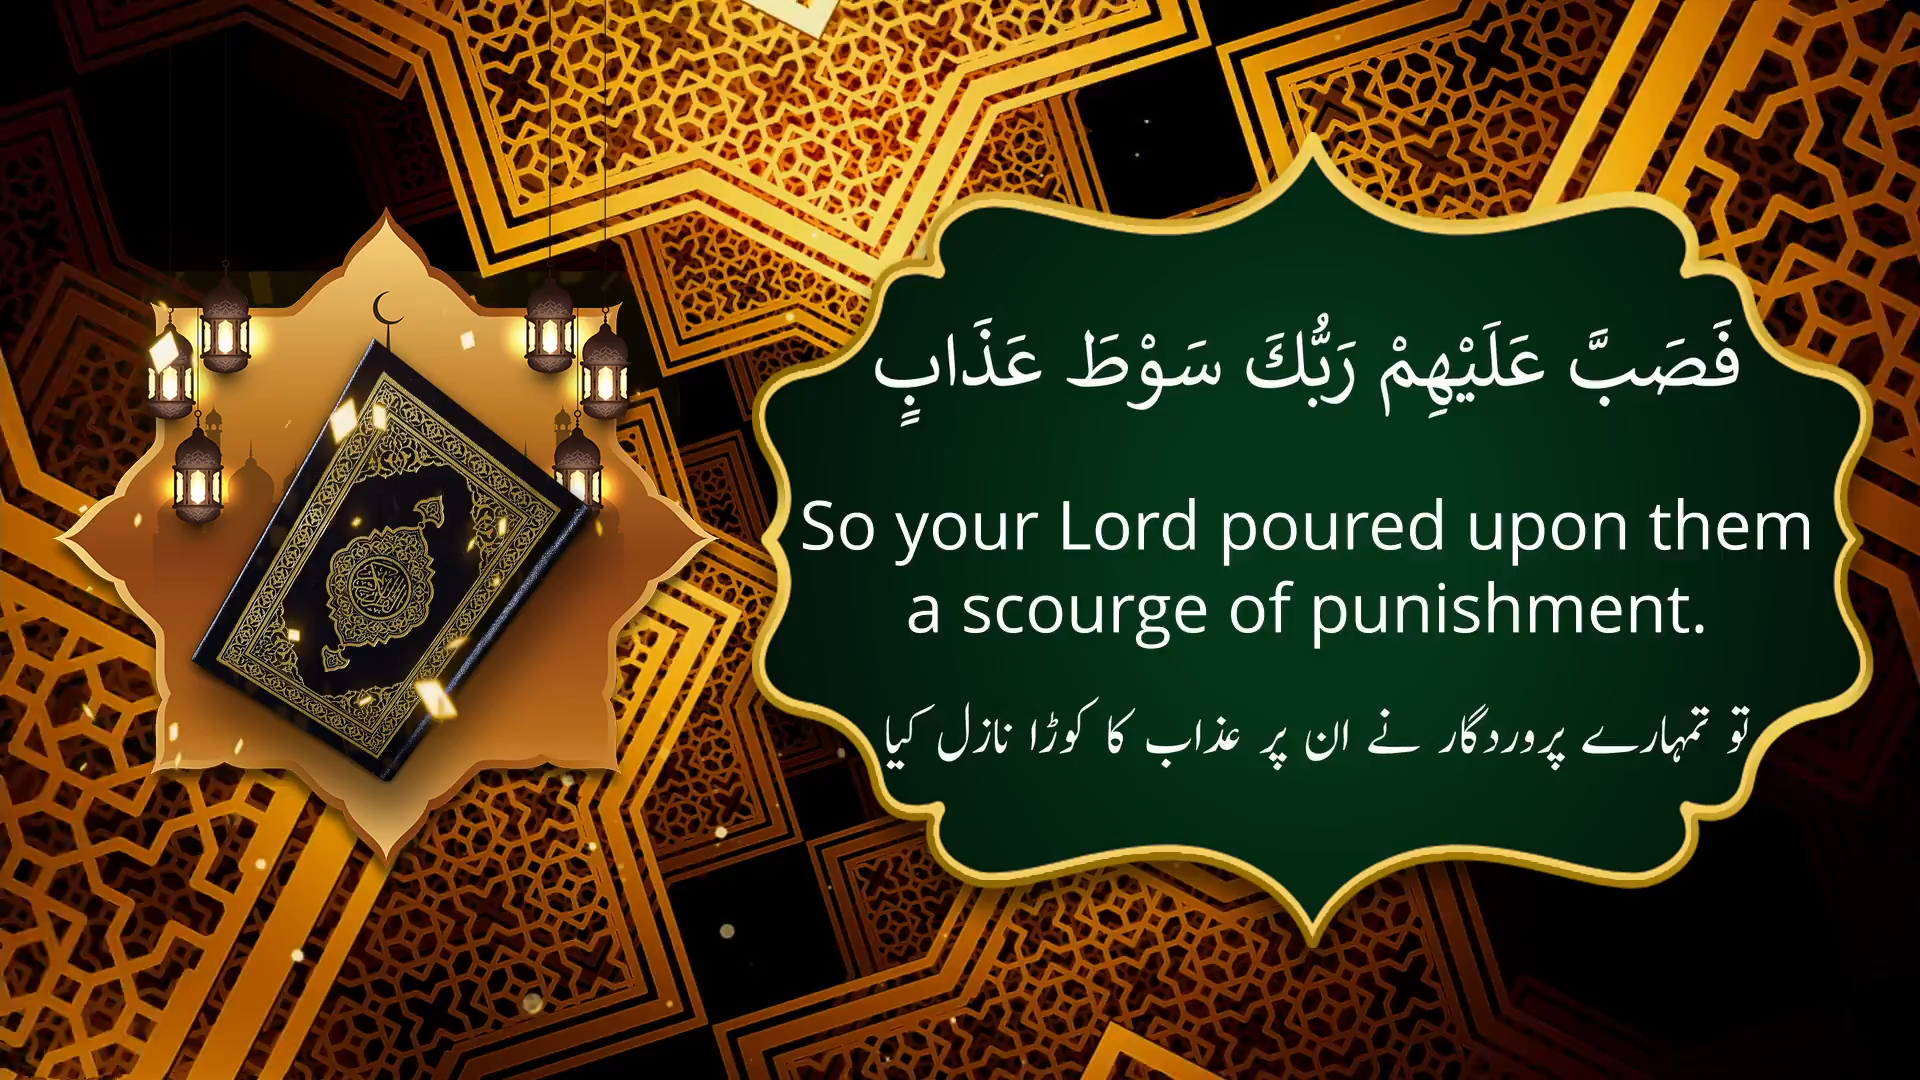 فَصَبَّ عَلَيْهِمْ رَبُّكَ سَوْطَ عَذَابٍ
So your Lord poured upon them
a scourge of punishment.
تو تمہارے پروردگار نے ان پر عذاب کا کوڑا نازل کیا